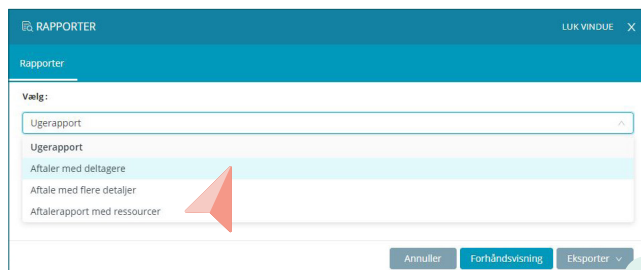 RAPPORTER
LUK VINDUE X
Rapporter
Vælg:
Ugerapport
Ugerapport
Aftaler med deltagere
Aftale med flere detaljer
Aftalerapport med ressourcer
Annuller
Forhåndsvisning
Eksporter